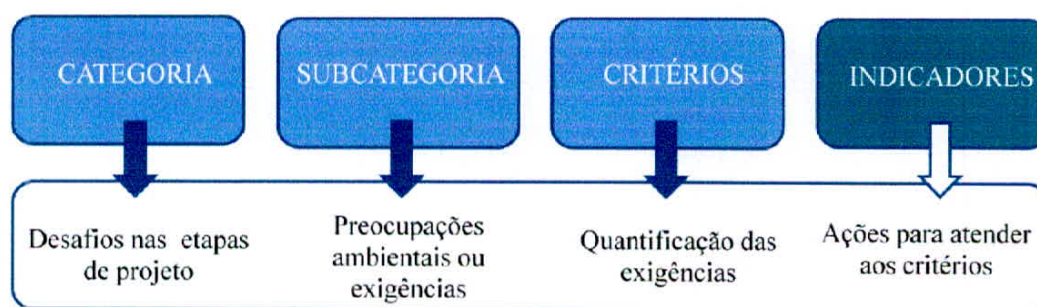 CATEGORIA
SUBCATEGORIA
CRITÉRIOS
INDICADORES
Desafios nas etapas
de projeto
Preocupações
ambientais ou
exigências
Quantificação das
exigências
Ações para atender
aos critérios